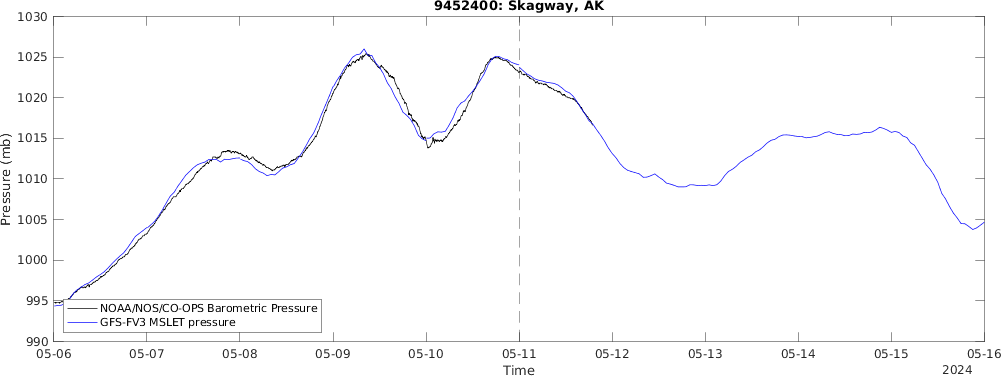 9452400: Skagway, AK
Pressure (mb)
1030
1025
1020
1015
1010
1005
1000
995
990
NOAA/NOS/CO-OPS Barometric Pressure
GFS-FV3 MSLET pressure
05-06 05-07 05-08 05-09 05-10 05-11 05-12 05-13 05-14 05-15 05-16
Time
2024